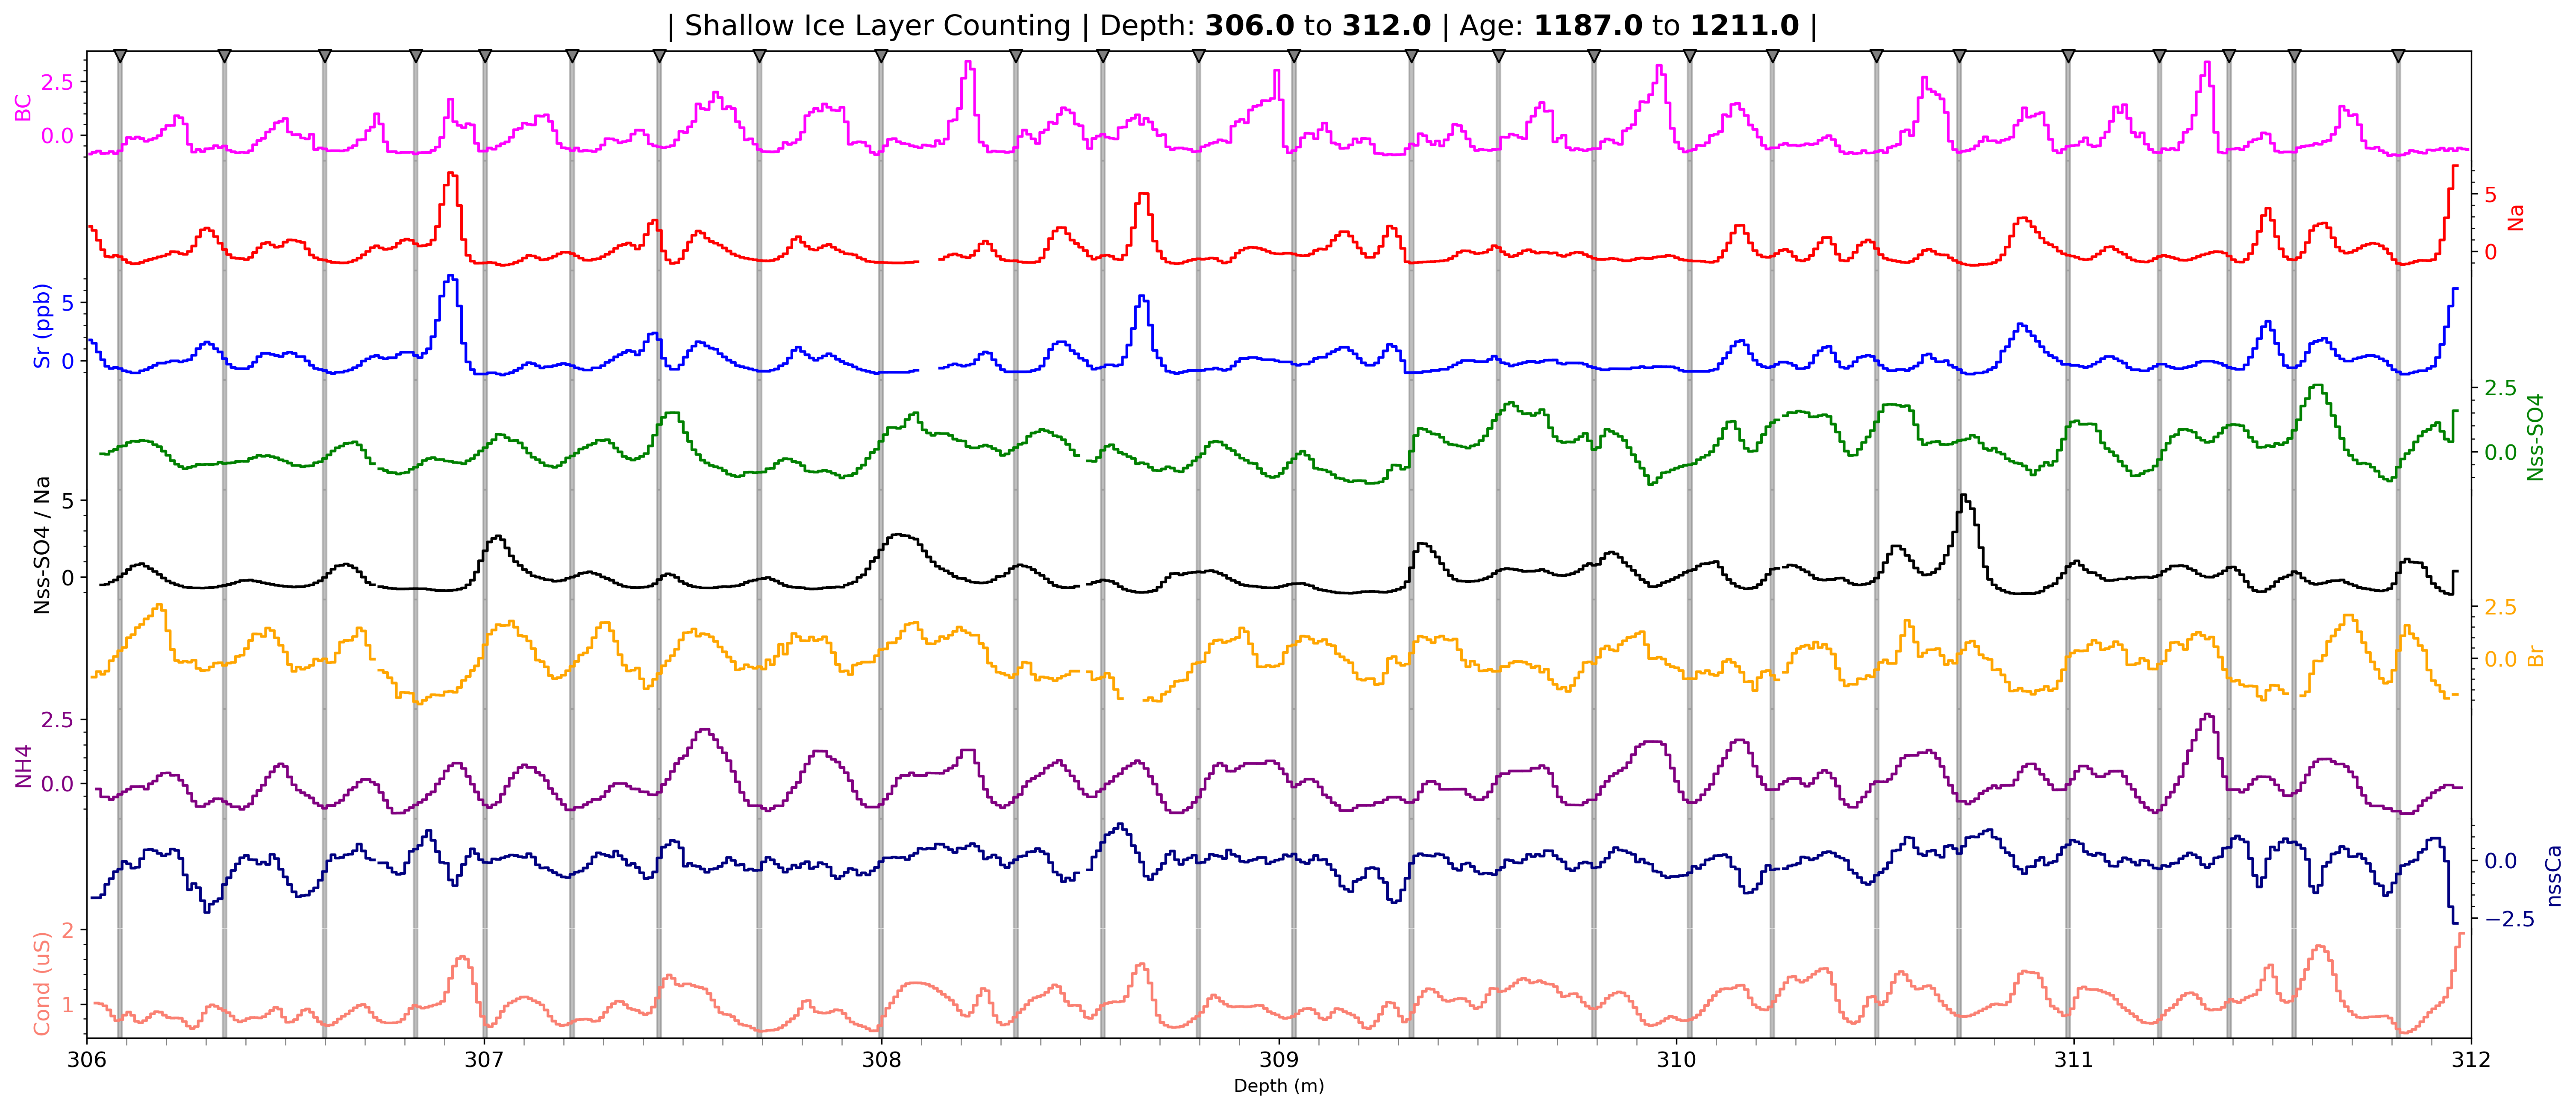 | Shallow Ice Layer Counting | Depth: 306.0 to 312.0 | Age: 1187.0 to 1211.0 |
BC
2.5
0.0
5
0
Na
Sr (ppb)
5
0
2.5
0.0
Nss-SO4
Nss-SO4 / Na
5
0
2.5
0.0
Br
NH4
2.5
0.0
0.0
−2.5
nssCa
Cond (uS)
2
1
306 307 308 309 310 311 312
Depth (m)